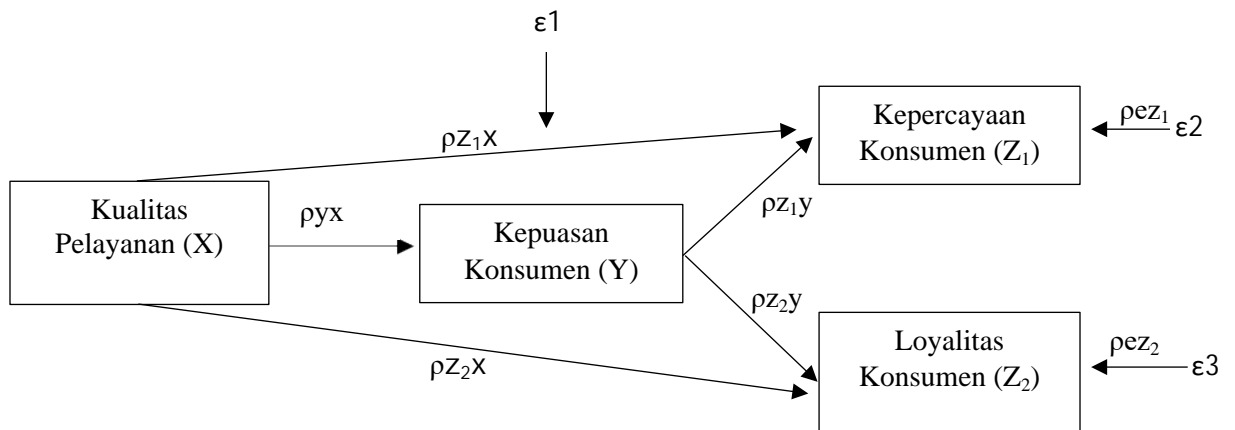 ε1
Kepercayaan
Konsumen (Z₁)
ρez₁
ε2
ρz₁x
Kualitas
Pelayanan (X)
ρyx
Kepuasan
Konsumen (Y)
ρz₁y
ρz₂y
ρz₂x
Loyalitas
Konsumen (Z₂)
ρez₂
ε3